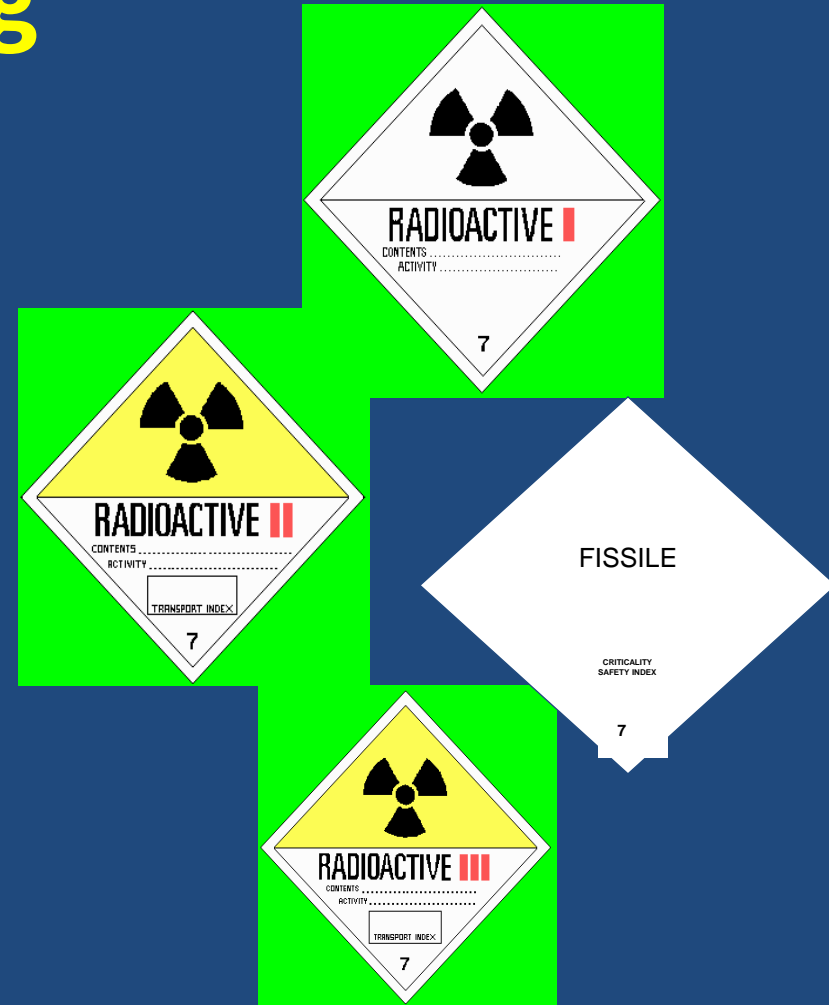 g
RADIOACTIVE I
CONTENTS
ACTIVITY
7
RADIOACTIVE II
CONTENTS
ACTIVITY
TRANSPORT INDEX
7
FISSILE
CRITICALITY
SAFETY INDEX
7
RADIOACTIVE III
CONTENTS
ACTIVITY
TRANSPORT INDEX
7